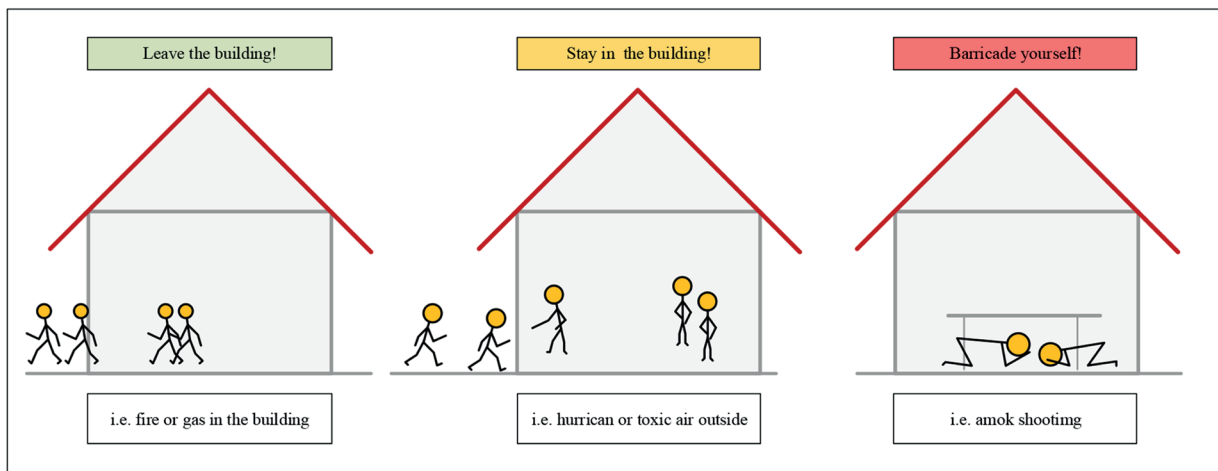 Leave the building!
Stay in the building!
Barricade yourself!
i.e. fire or gas in the building
i.e. hurrican or toxic air outside
i.e. amok shootimg